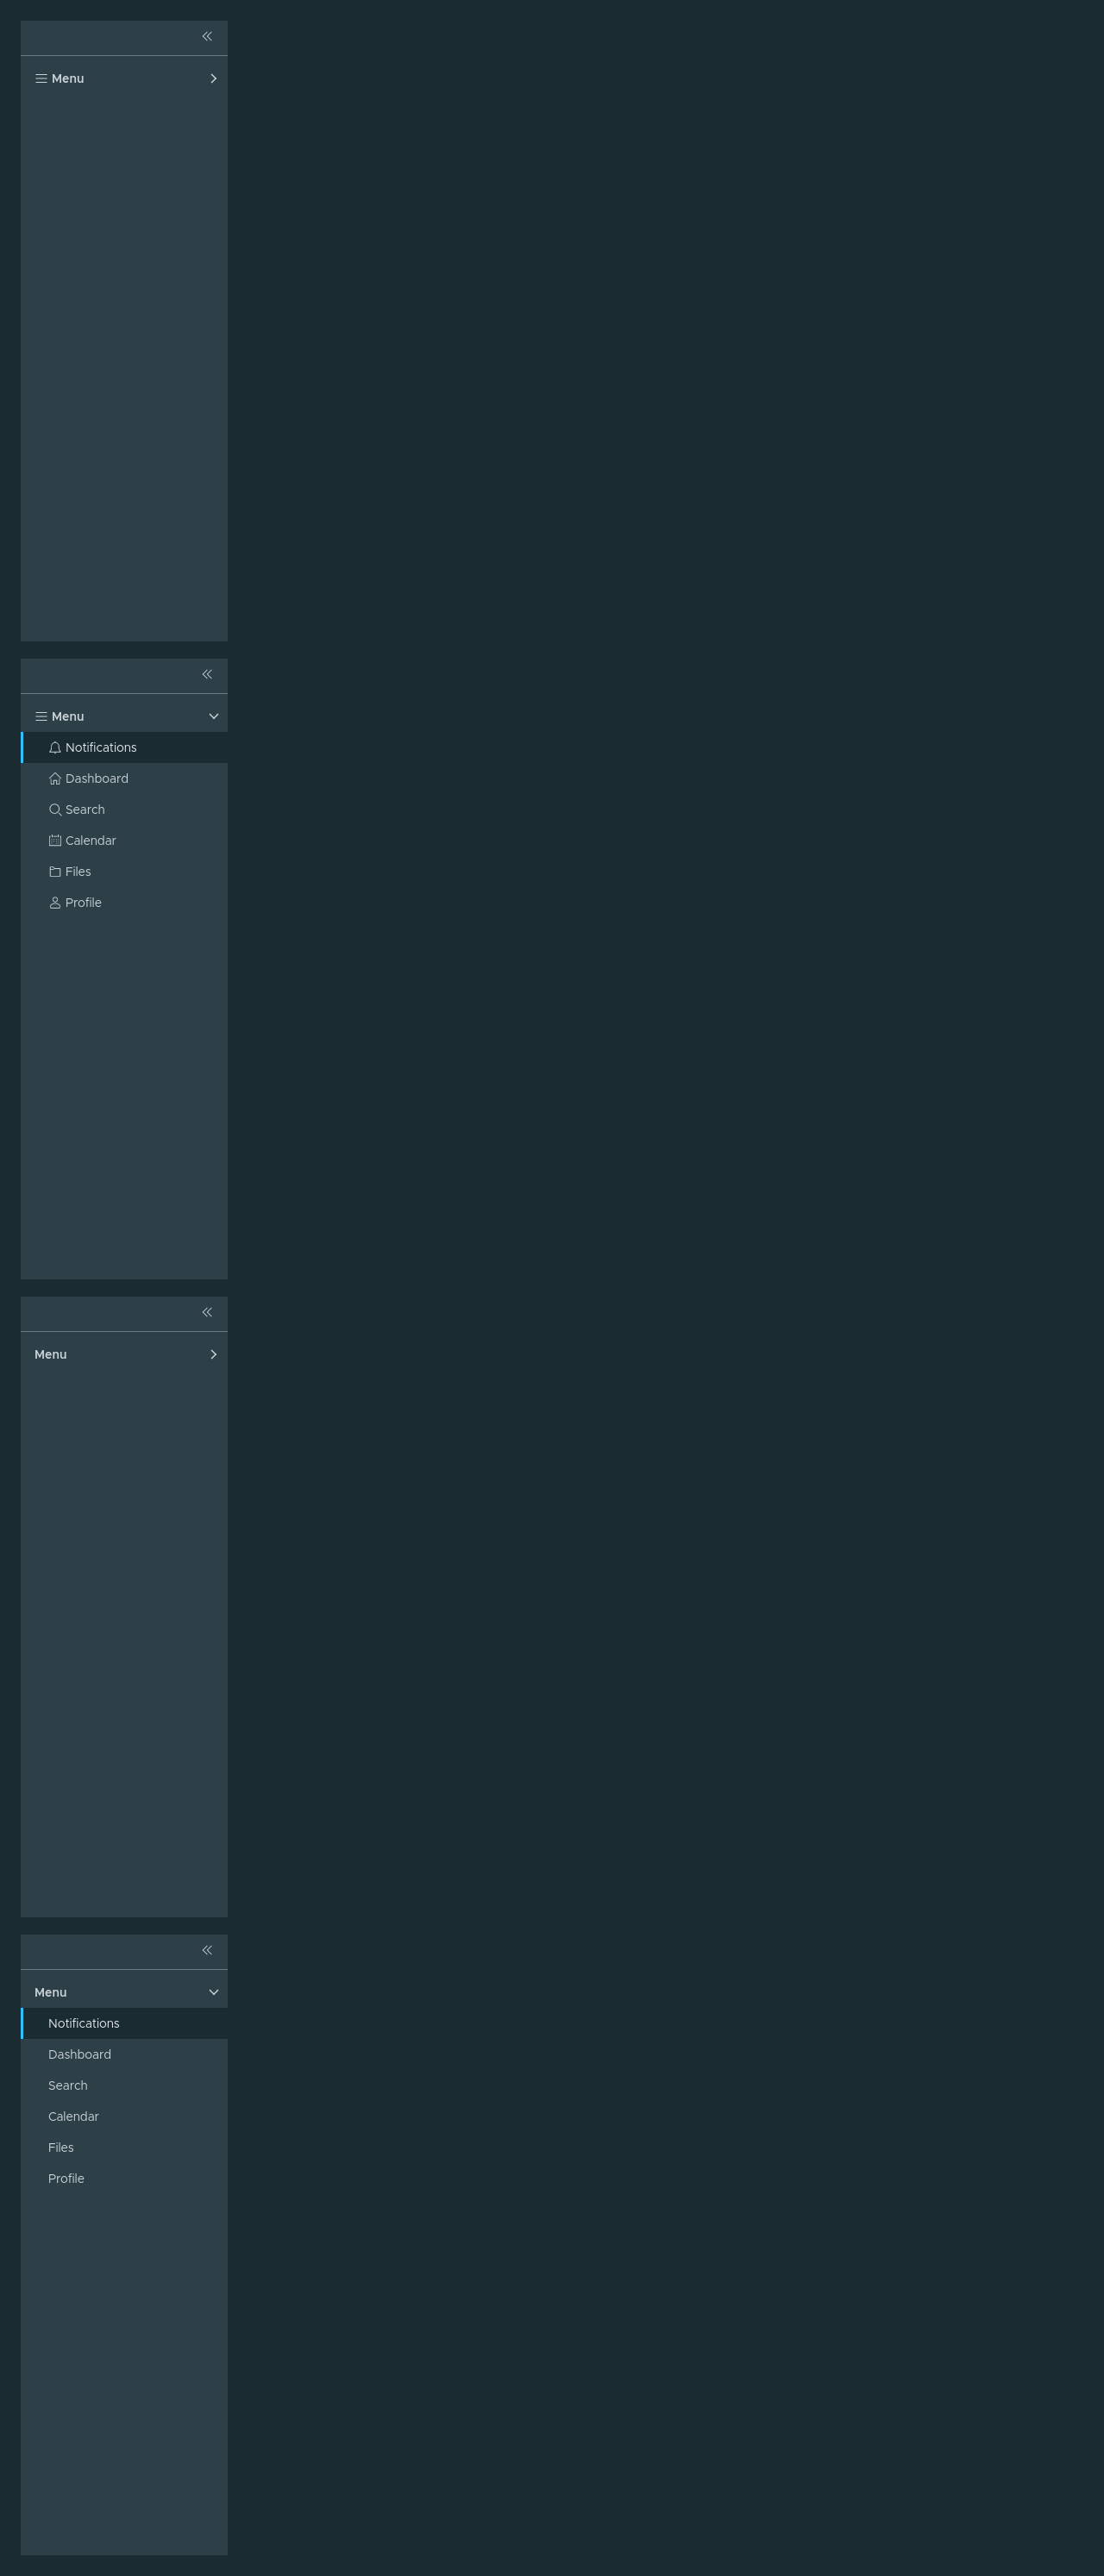 Menu
Menu
Notifications
Dashboard
Search
Calendar
Files
Profile
Menu
Menu
Notifications
Dashboard
Search
Calendar
Files
Profile